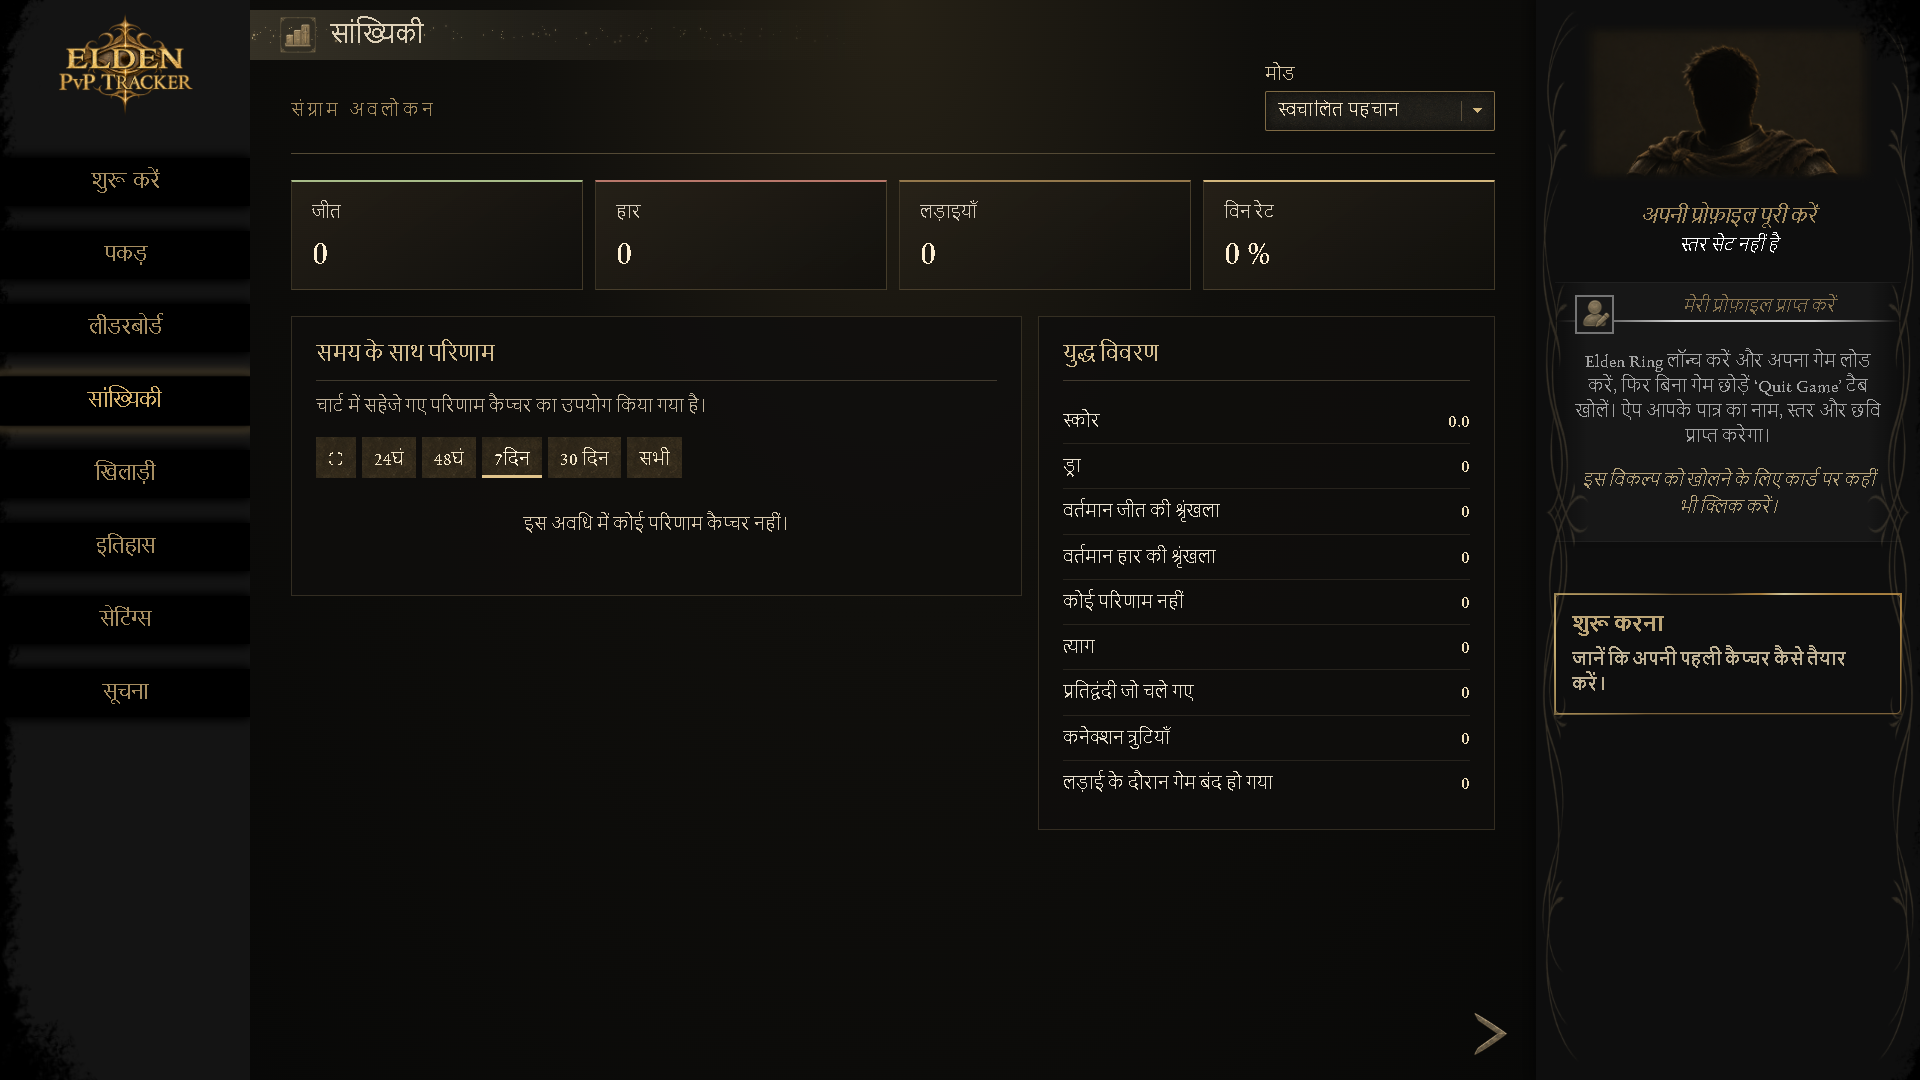 ELDEN
PvP TRACKER
शुरू करें
पकड़
लीडरबोर्ड
सांख्यिकी
खिलाड़ी
इतिहास
सेटिंग्स
सूचना
सांख्यिकी
संग्राम अवलोकन
मोड
स्वचालित पहचान
जीत
0
हार
0
लड़ाइयाँ
0
विन रेट
0 %
समय के साथ परिणाम
चार्ट में सहेजे गए परिणाम कैप्चर का उपयोग किया गया है।
24घं 48घं 7दिन 30 दिन सभी
इस अवधि में कोई परिणाम कैप्चर नहीं।
युद्ध विवरण
स्कोर 0.0
ड्रा 0
वर्तमान जीत की श्रृंखला 0
वर्तमान हार की श्रृंखला 0
कोई परिणाम नहीं 0
त्याग 0
प्रतिद्वंदी जो चले गए 0
कनेक्शन त्रुटियाँ 0
लड़ाई के दौरान गेम बंद हो गया 0
अपनी प्रोफ़ाइल पूरी करें
स्तर सेट नहीं है
मेरी प्रोफ़ाइल प्राप्त करें
Elden Ring लॉन्च करें और अपना गेम लोड
करें, फिर बिना गेम छोड़ें ‘Quit Game’ टैब
खोलें। ऐप आपके पात्र का नाम, स्तर और छवि
प्राप्त करेगा।
इस विकल्प को खोलने के लिए कार्ड पर कहीं
भी क्लिक करें।
शुरू करना
जानें कि अपनी पहली कैप्चर कैसे तैयार
करें।